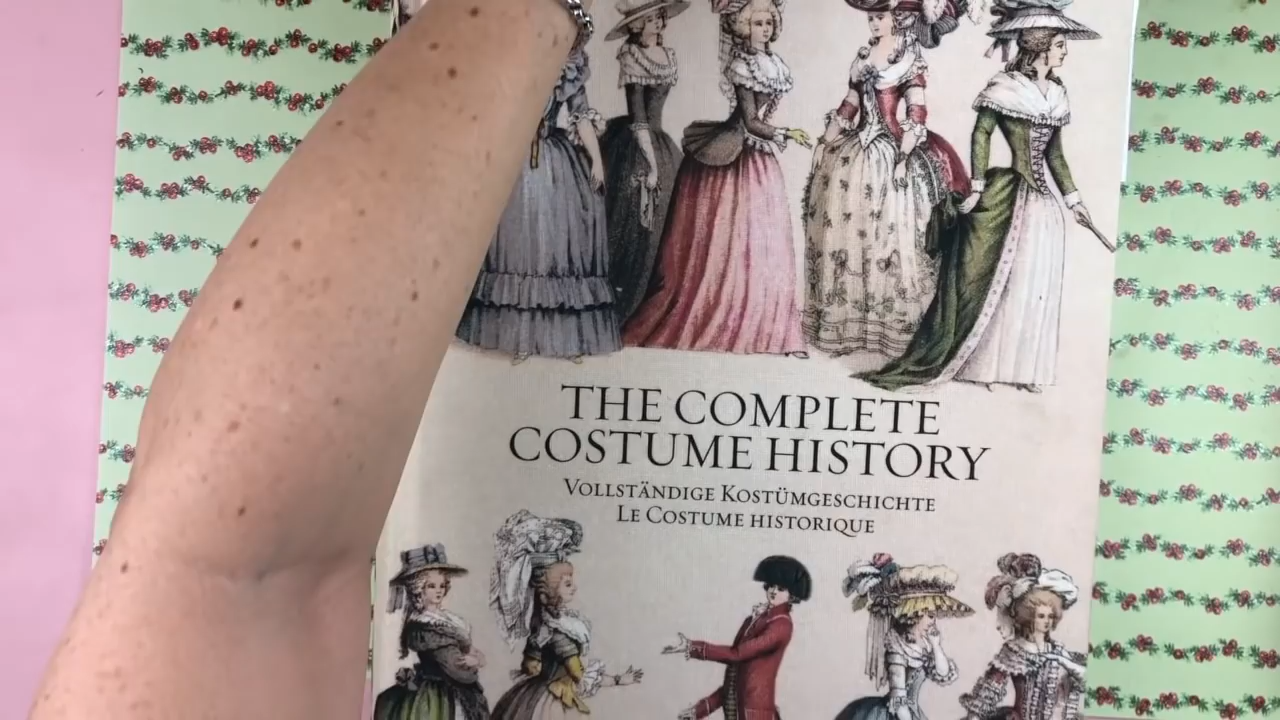 THE COMPLETE
COSTUME HISTORY
VOLLSTÄNDIGE KOSTÜMGESCHICHTE
LE COSTUME HISTORIQUE